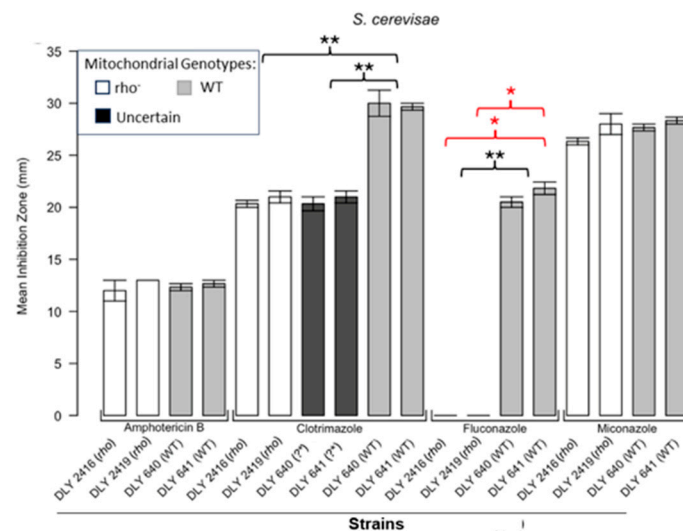 S. cerevisae
Mitochondrial Genotypes:
rho-
WT
Uncertain
**
**
*
*
**
Mean Inhibition Zone (mm)
35
30
25
20
15
10
5
0
Amphotericin B
Clotrimazole
Fluconazole
Miconazole
DLY 2416 (rho)
DLY 2419 (rho)
DLY 640 (WT)
DLY 641 (WT)
DLY 2416 (rho)
DLY 2419 (rho)
DLY 640 (?*)
DLY 641 (?*)
DLY 640 (WT)
DLY 641 (WT)
DLY 2416 (rho)
DLY 2419 (rho)
DLY 640 (WT)
DLY 641 (WT)
DLY 2416 (rho)
DLY 2419 (rho)
DLY 640 (WT)
DLY 641 (WT)
Strains